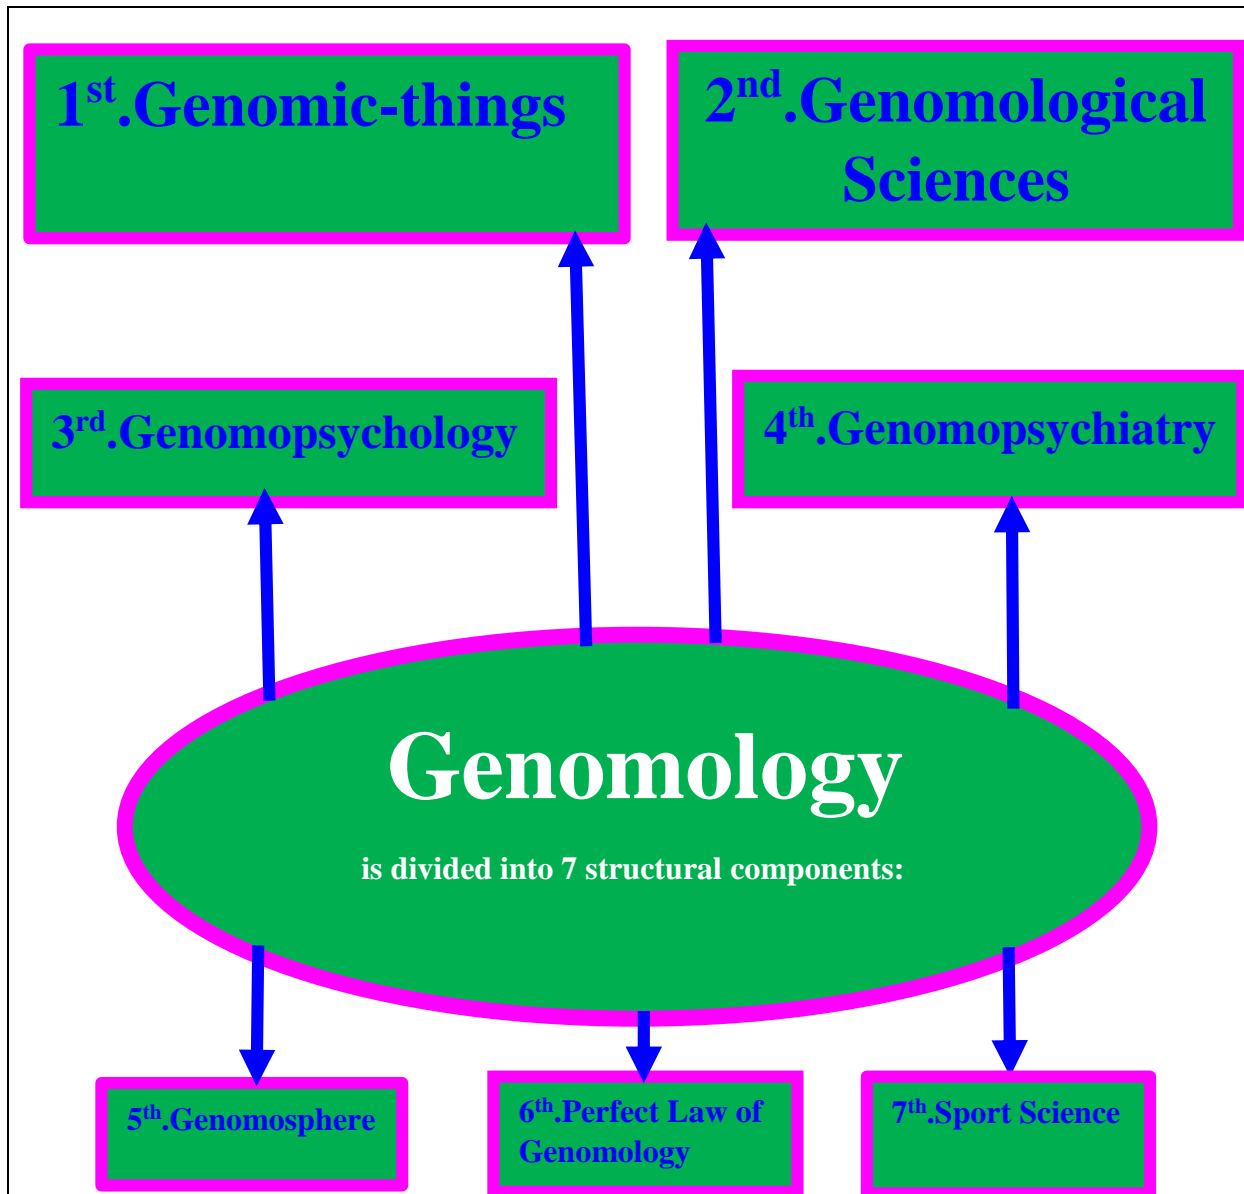 1st.Genomic-things
2nd.Genomological
Sciences
3rd.Genomopsychology
4th.Genomopsychiatry
Genomology
is divided into 7 structural components:
5th.Genomosphere
6th.Perfect Law of
Genomology
7th.Sport Science